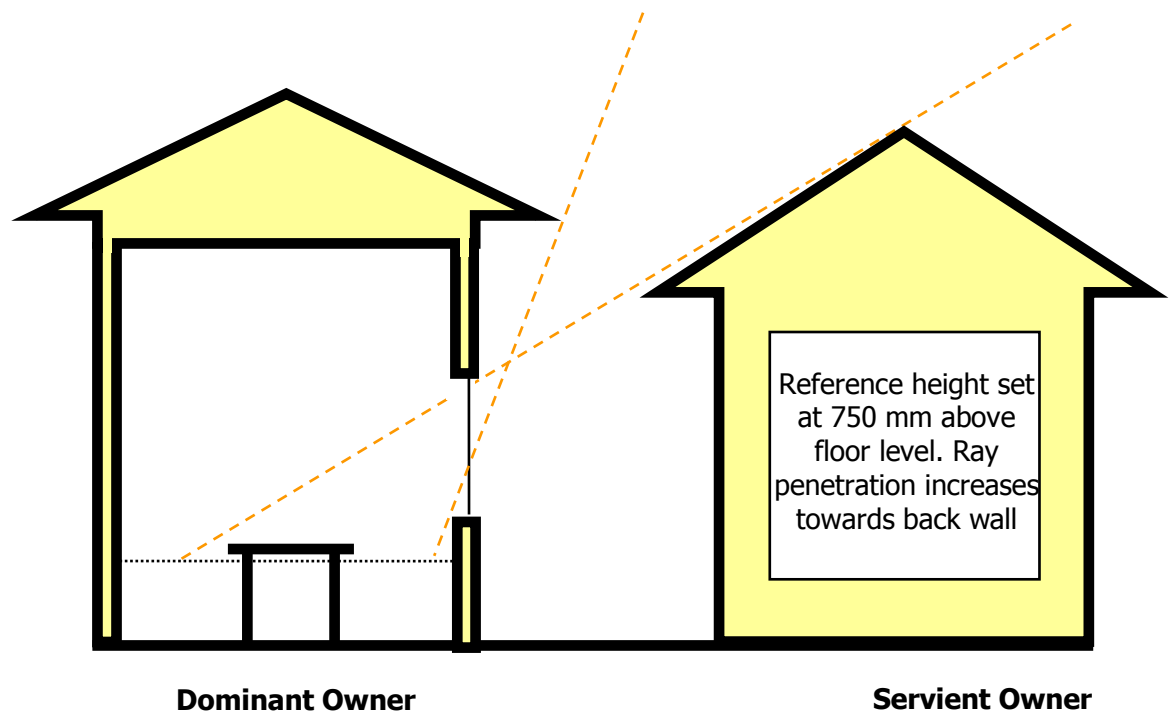 Reference height set
at 750 mm above
floor level. Ray
penetration increases
towards back wall
Dominant Owner
Servient Owner